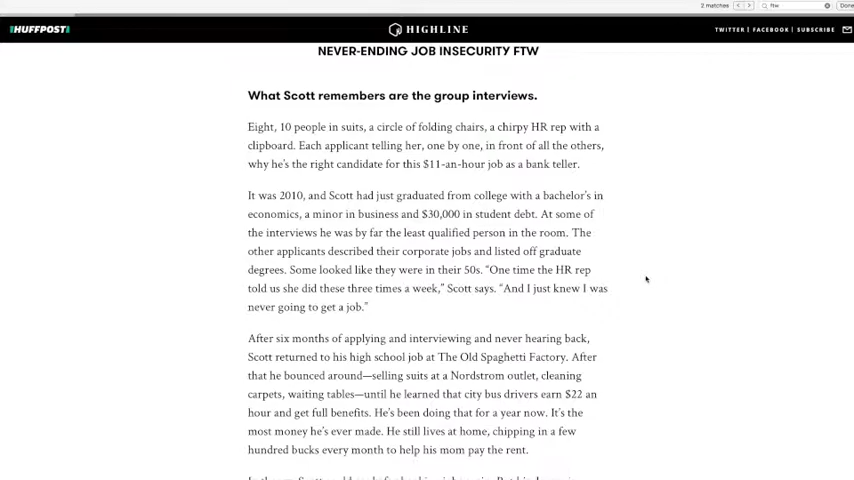 2 matches
ftw
Done
HUFFPOST
HIGHLINE
TWITTER | FACEBOOK | SUBSCRIBE
NEVER-ENDING JOB INSECURITY FTW
What Scott remembers are the group interviews.
Eight, 10 people in suits, a circle of folding chairs, a chirpy HR rep with a
clipboard. Each applicant telling her, one by one, in front of all the others,
why he's the right candidate for this $11-an-hour job as a bank teller.
It was 2010, and Scott had just graduated from college with a bachelor's in
economics, a minor in business and $30,000 in student debt. At some of
the interviews he was by far the least qualified person in the room. The
other applicants described their corporate jobs and listed off graduate
degrees. Some looked like they were in their 50s. “One time the HR rep
told us she did these three times a week,” Scott says. “And I just knew I was
never going to get a job.”
After six months of applying and interviewing and never hearing back,
Scott returned to his high school job at The Old Spaghetti Factory. After
that he bounced around—selling suits at a Nordstrom outlet, cleaning
carpets, waiting tables—until he learned that city bus drivers earn $22 an
hour and get full benefits. He's been doing that for a year now. It's the
most money he's ever made. He still lives at home, chipping in a few
hundred bucks every month to help his mom pay the rent.